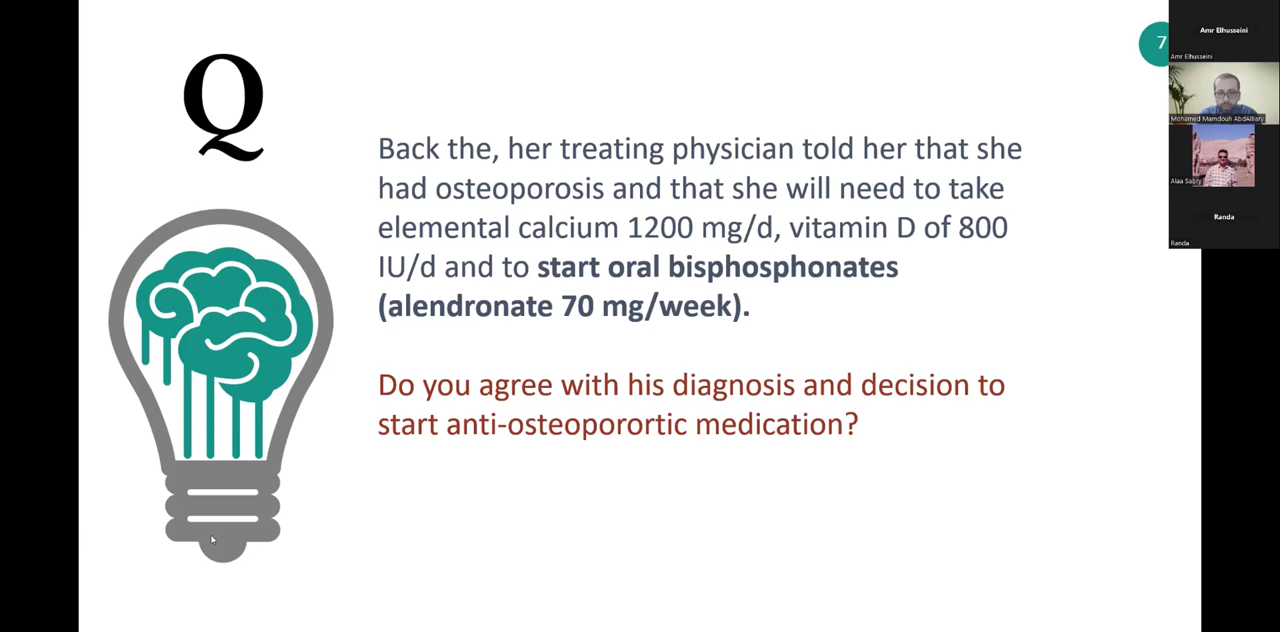 Q
Back the, her treating physician told her that she
had osteoporosis and that she will need to take
elemental calcium 1200 mg/d, vitamin D of 800
IU/d and to start oral bisphosphonates
(alendronate 70 mg/week).
Do you agree with his diagnosis and decision to
start anti-osteoporortic medication?
7
Amr Elhusseini
Amr Elhusseini
Mohamed Mamdouh AbdAlBary
Alaa Sabry
Randa
Randa